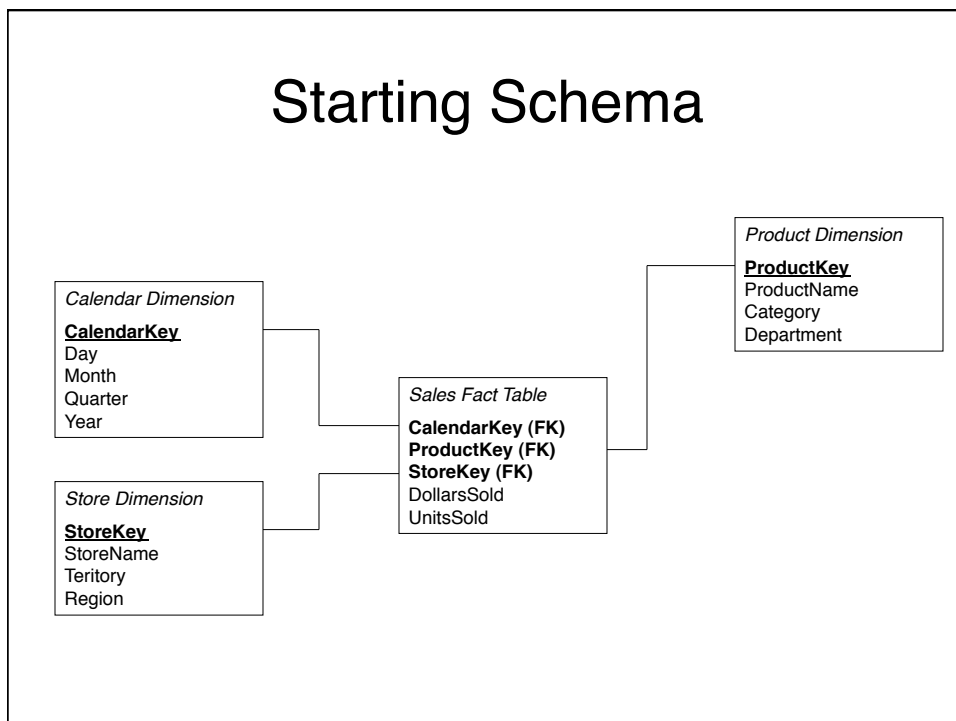 Starting Schema
Calendar Dimension
CalendarKey
Day
Month
Quarter
Year
Store Dimension
StoreKey
StoreName
Teritory
Region
Sales Fact Table
CalendarKey (FK)
ProductKey (FK)
StoreKey (FK)
DollarsSold
UnitsSold
Product Dimension
ProductKey
ProductName
Category
Department